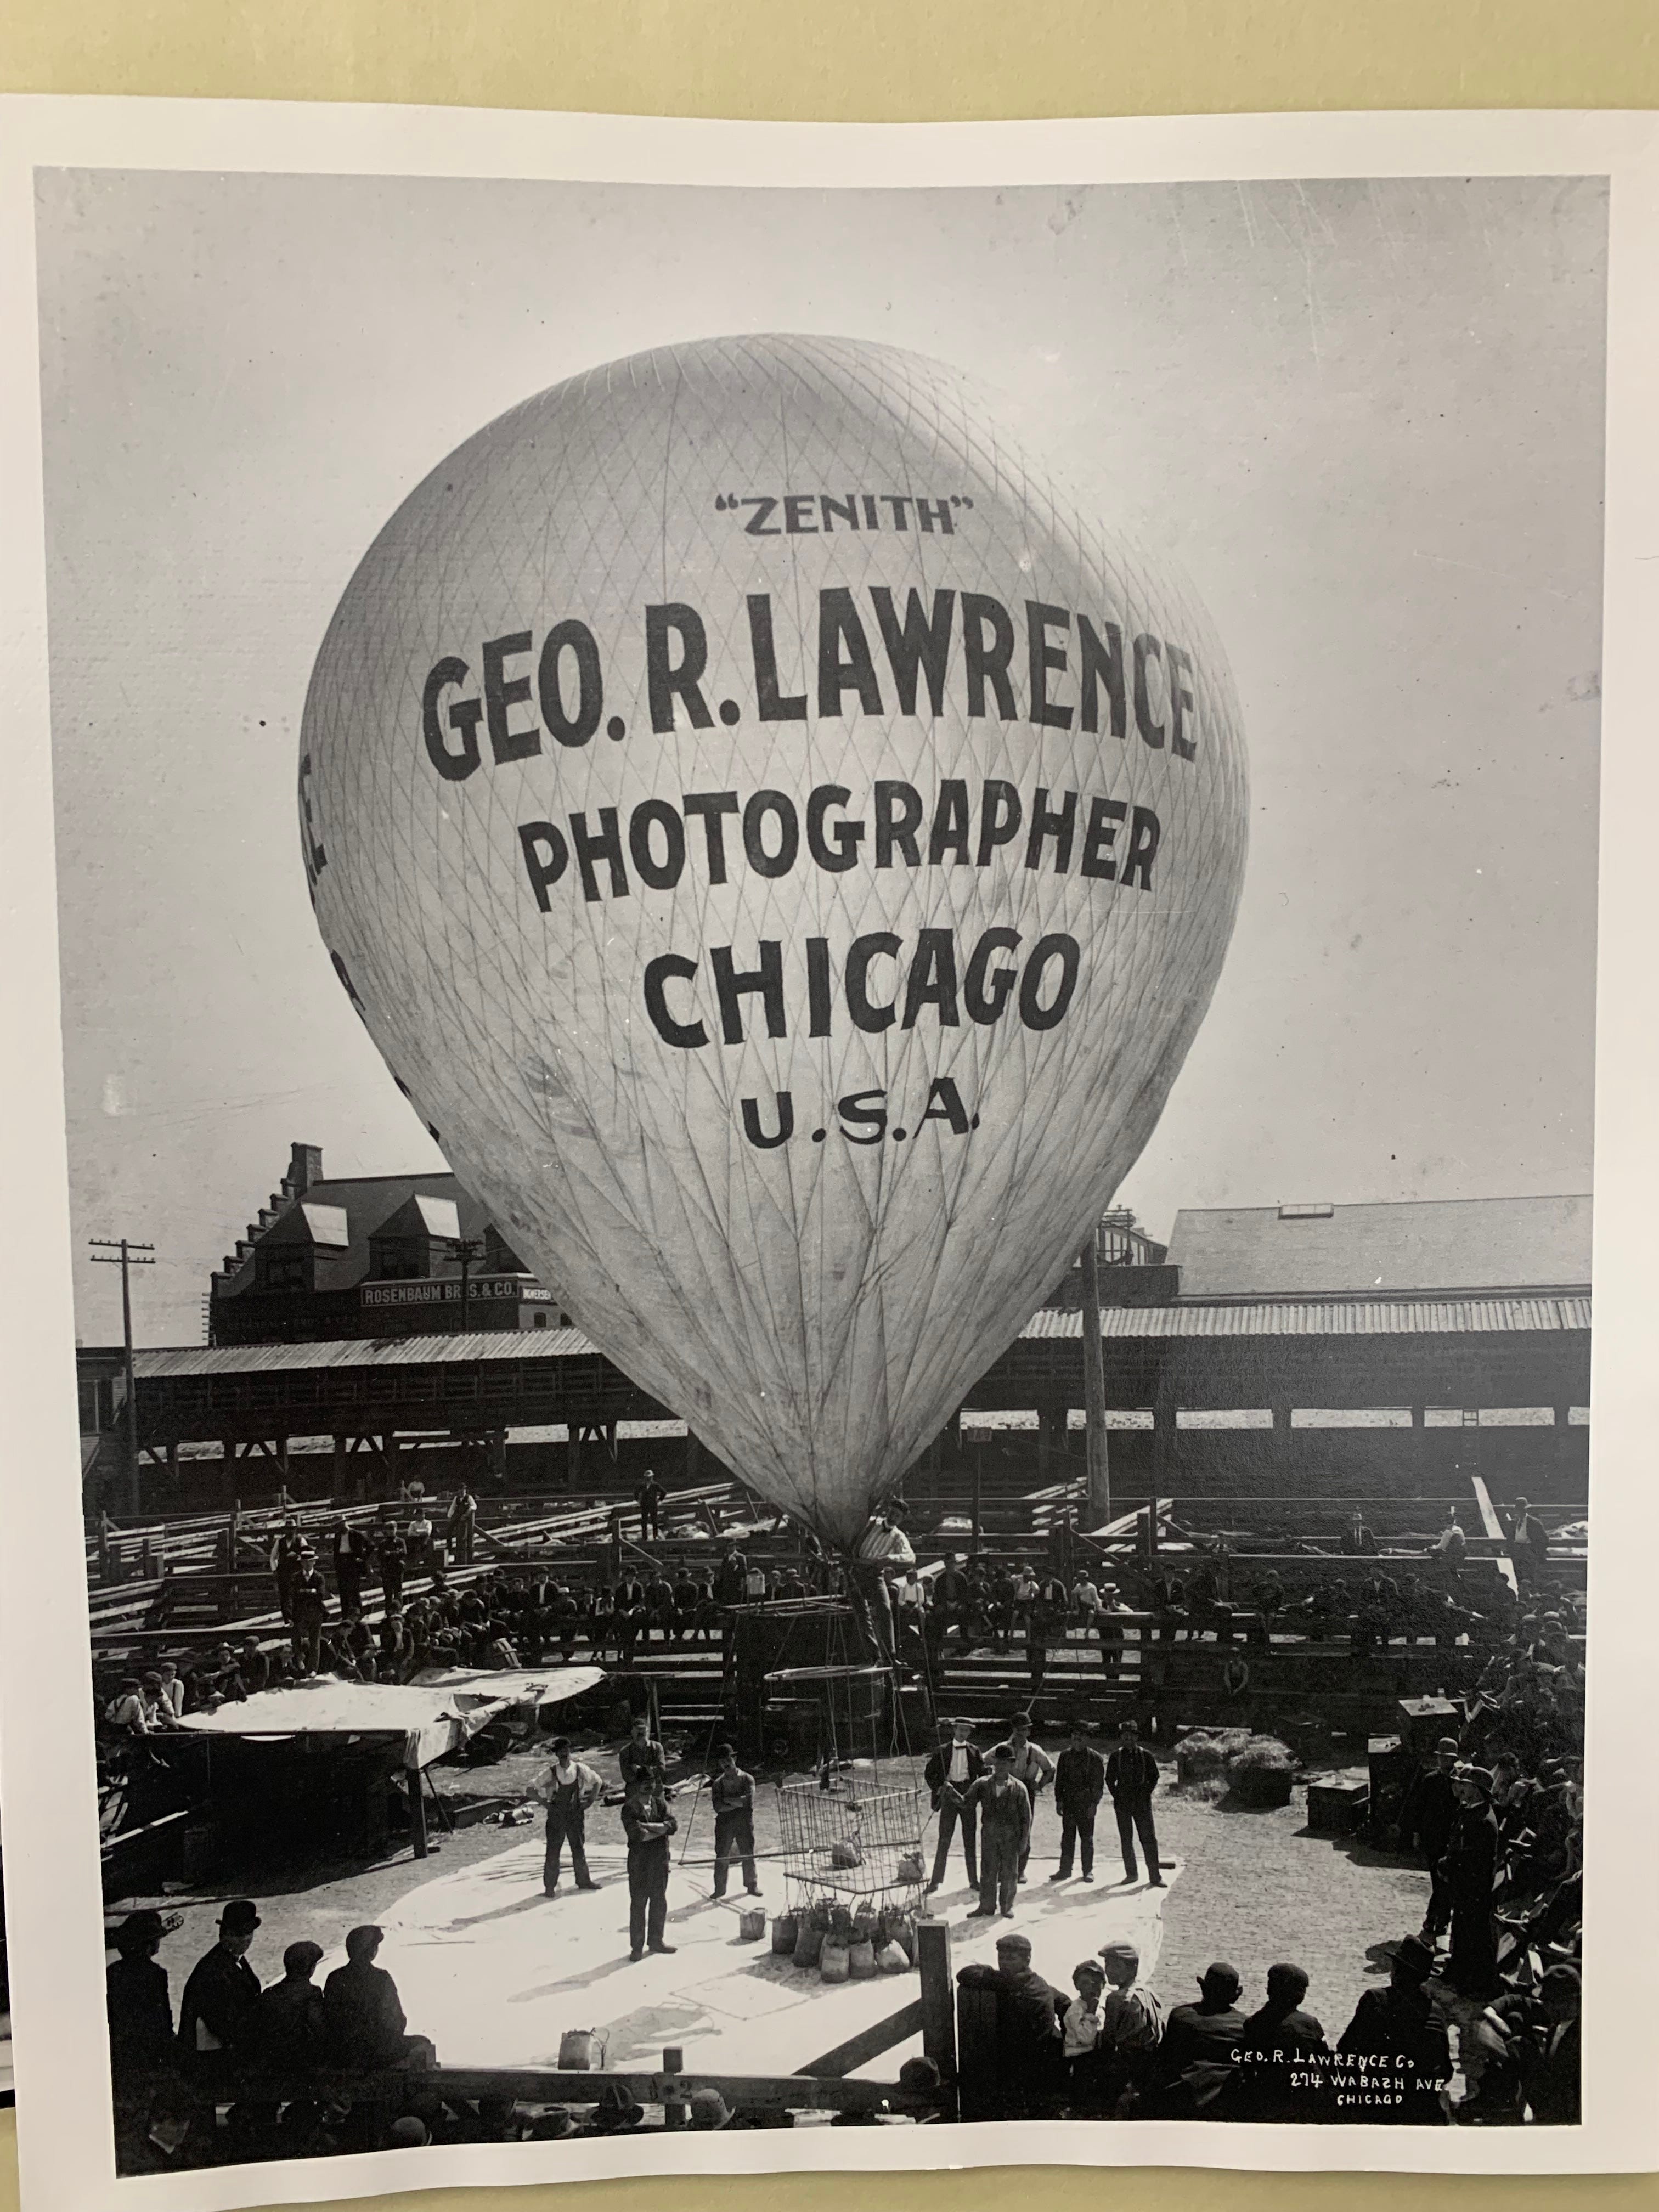 "ZENITH"
GEO. R. LAWRENCE
PHOTOGRAPHER
CHICAGO
U.S.A.
ROSENBAUM BROS. & CO.
GEO. R. LAWRENCE CO
274 WABASH AVE
CHICAGO